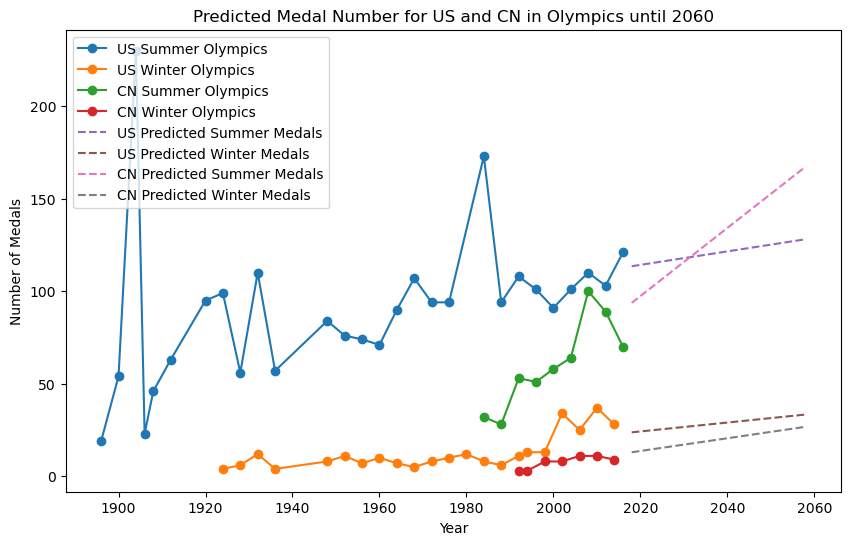 Predicted Medal Number for US and CN in Olympics until 2060
US Summer Olympics
US Winter Olympics
CN Summer Olympics
CN Winter Olympics
US Predicted Summer Medals
US Predicted Winter Medals
CN Predicted Summer Medals
CN Predicted Winter Medals
Number of Medals
200
150
100
50
0
1900
1920
1940
1960
1980
2000
2020
2040
2060
Year